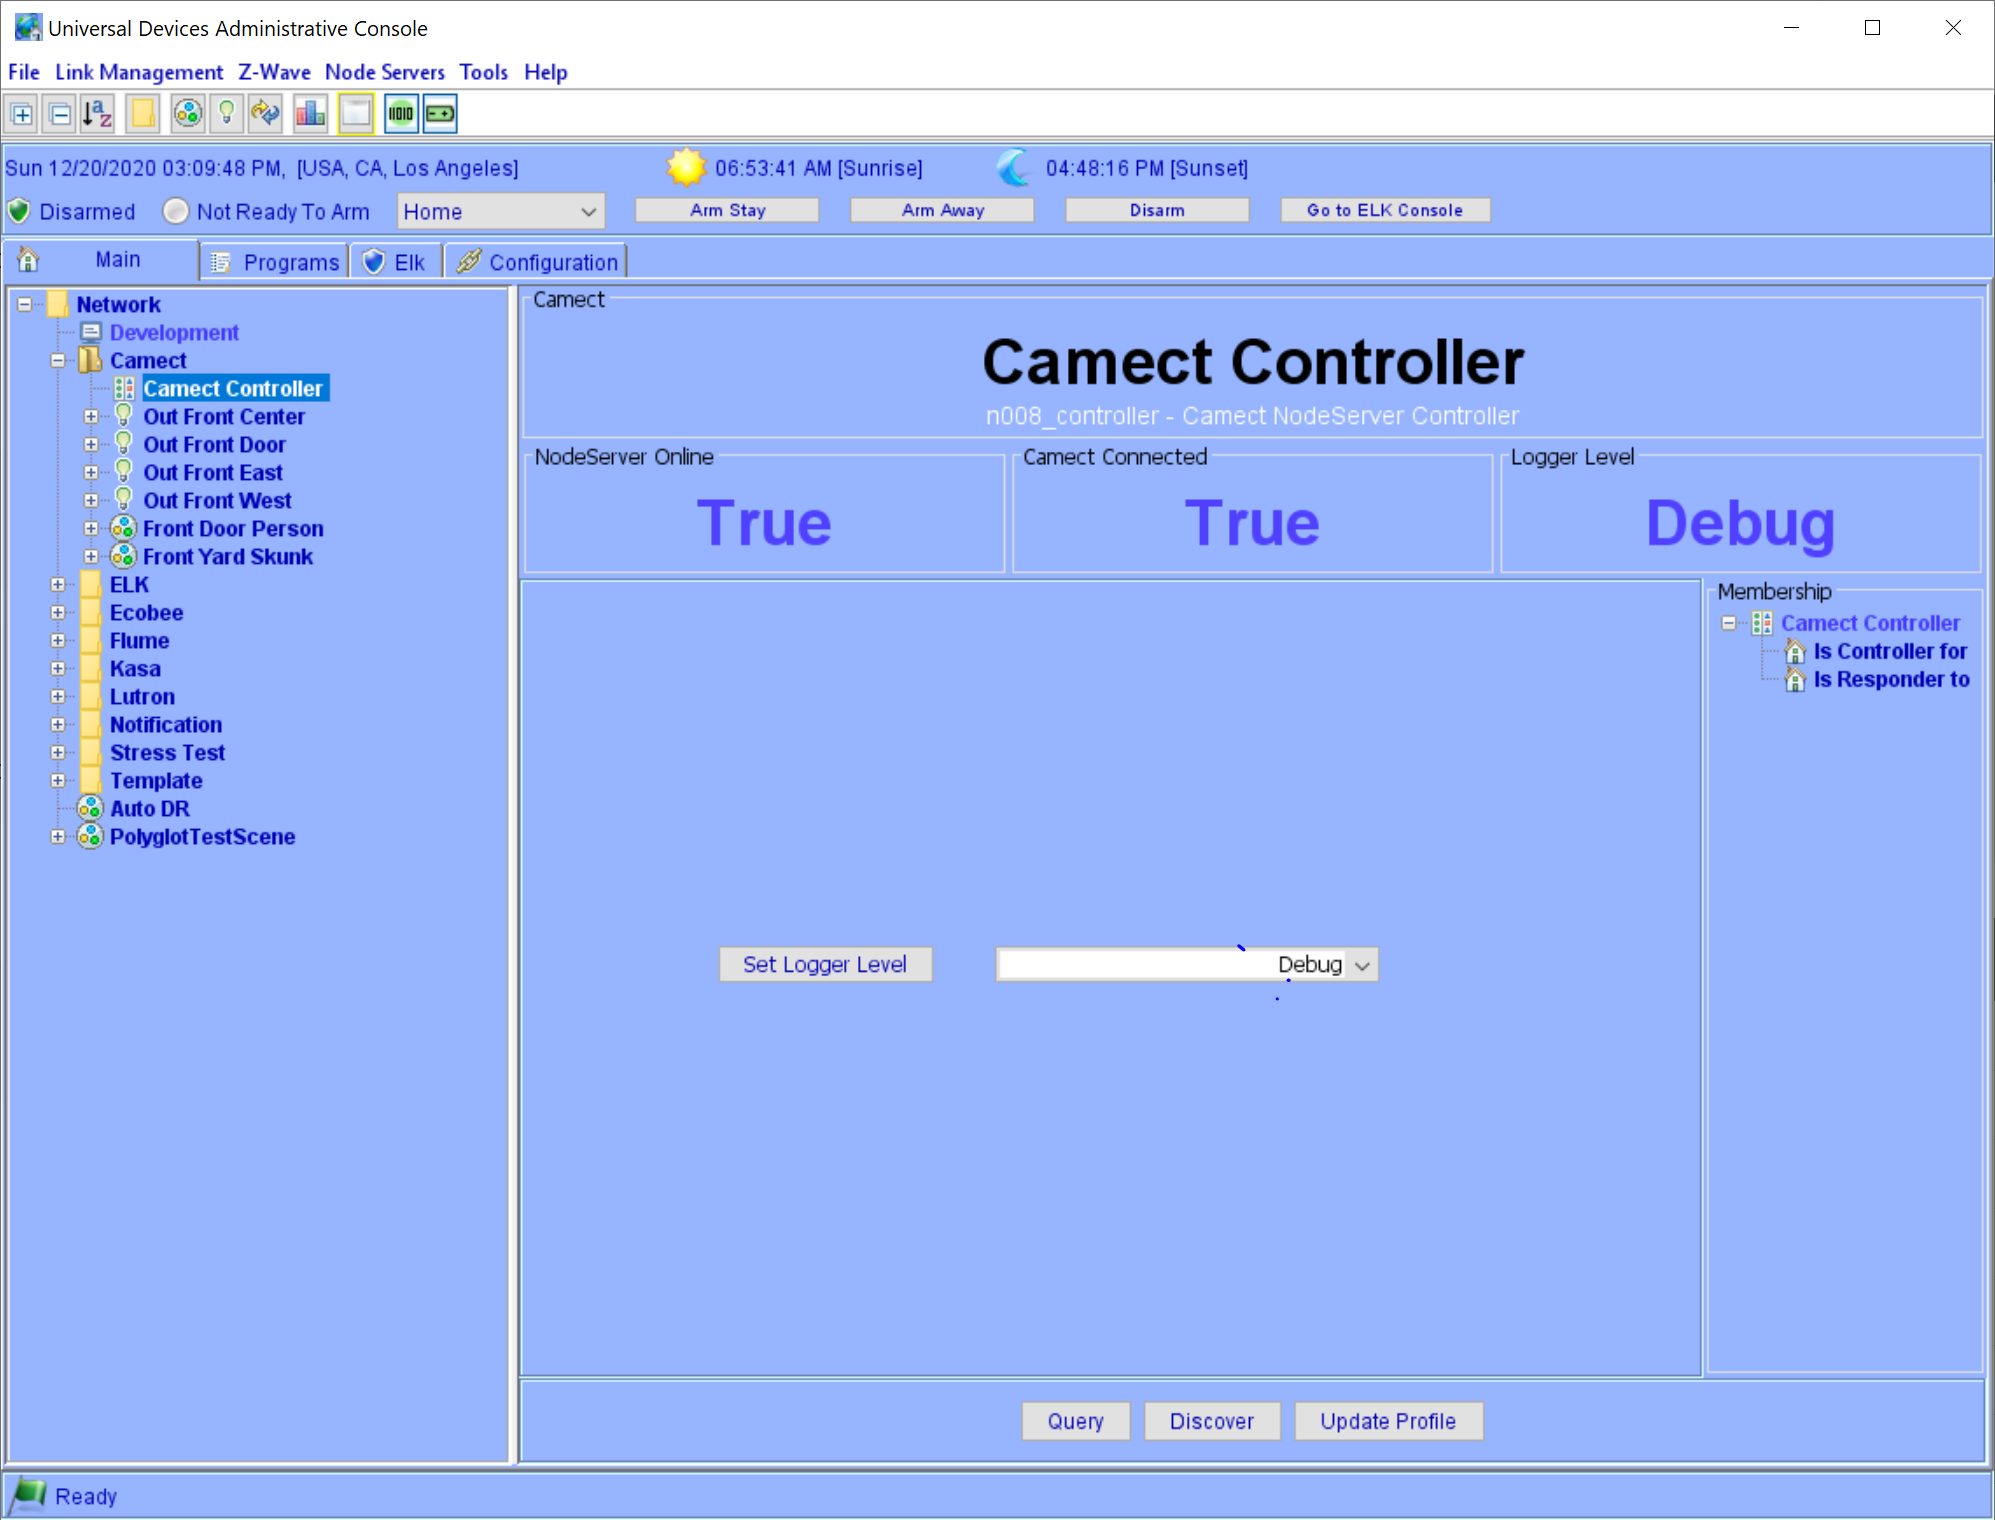 Universal Devices Administrative Console
File Link Management Z-Wave Node Servers Tools Help
Sun 12/20/2020 03:09:48 PM, [USA, CA, Los Angeles] 06:53:41 AM [Sunrise] 04:48:16 PM [Sunset]
Disarmed Not Ready To Arm Home Arm Stay Arm Away Disarm Go to ELK Console
Main Programs Elk Configuration
Network
Development
Camect
Camect Controller
Out Front Center
Out Front Door
Out Front East
Out Front West
Front Door Person
Front Yard Skunk
ELK
Ecobee
Flume
Kasa
Lutron
Notification
Stress Test
Template
Auto DR
PolyglotTestScene
Camect
Camect Controller
n008_controller - Camect NodeServer Controller
NodeServer Online
True
Camect Connected
True
Logger Level
Debug
Set Logger Level Debug
Membership
Camect Controller
Is Controller for
Is Responder to
Query Discover Update Profile
Ready